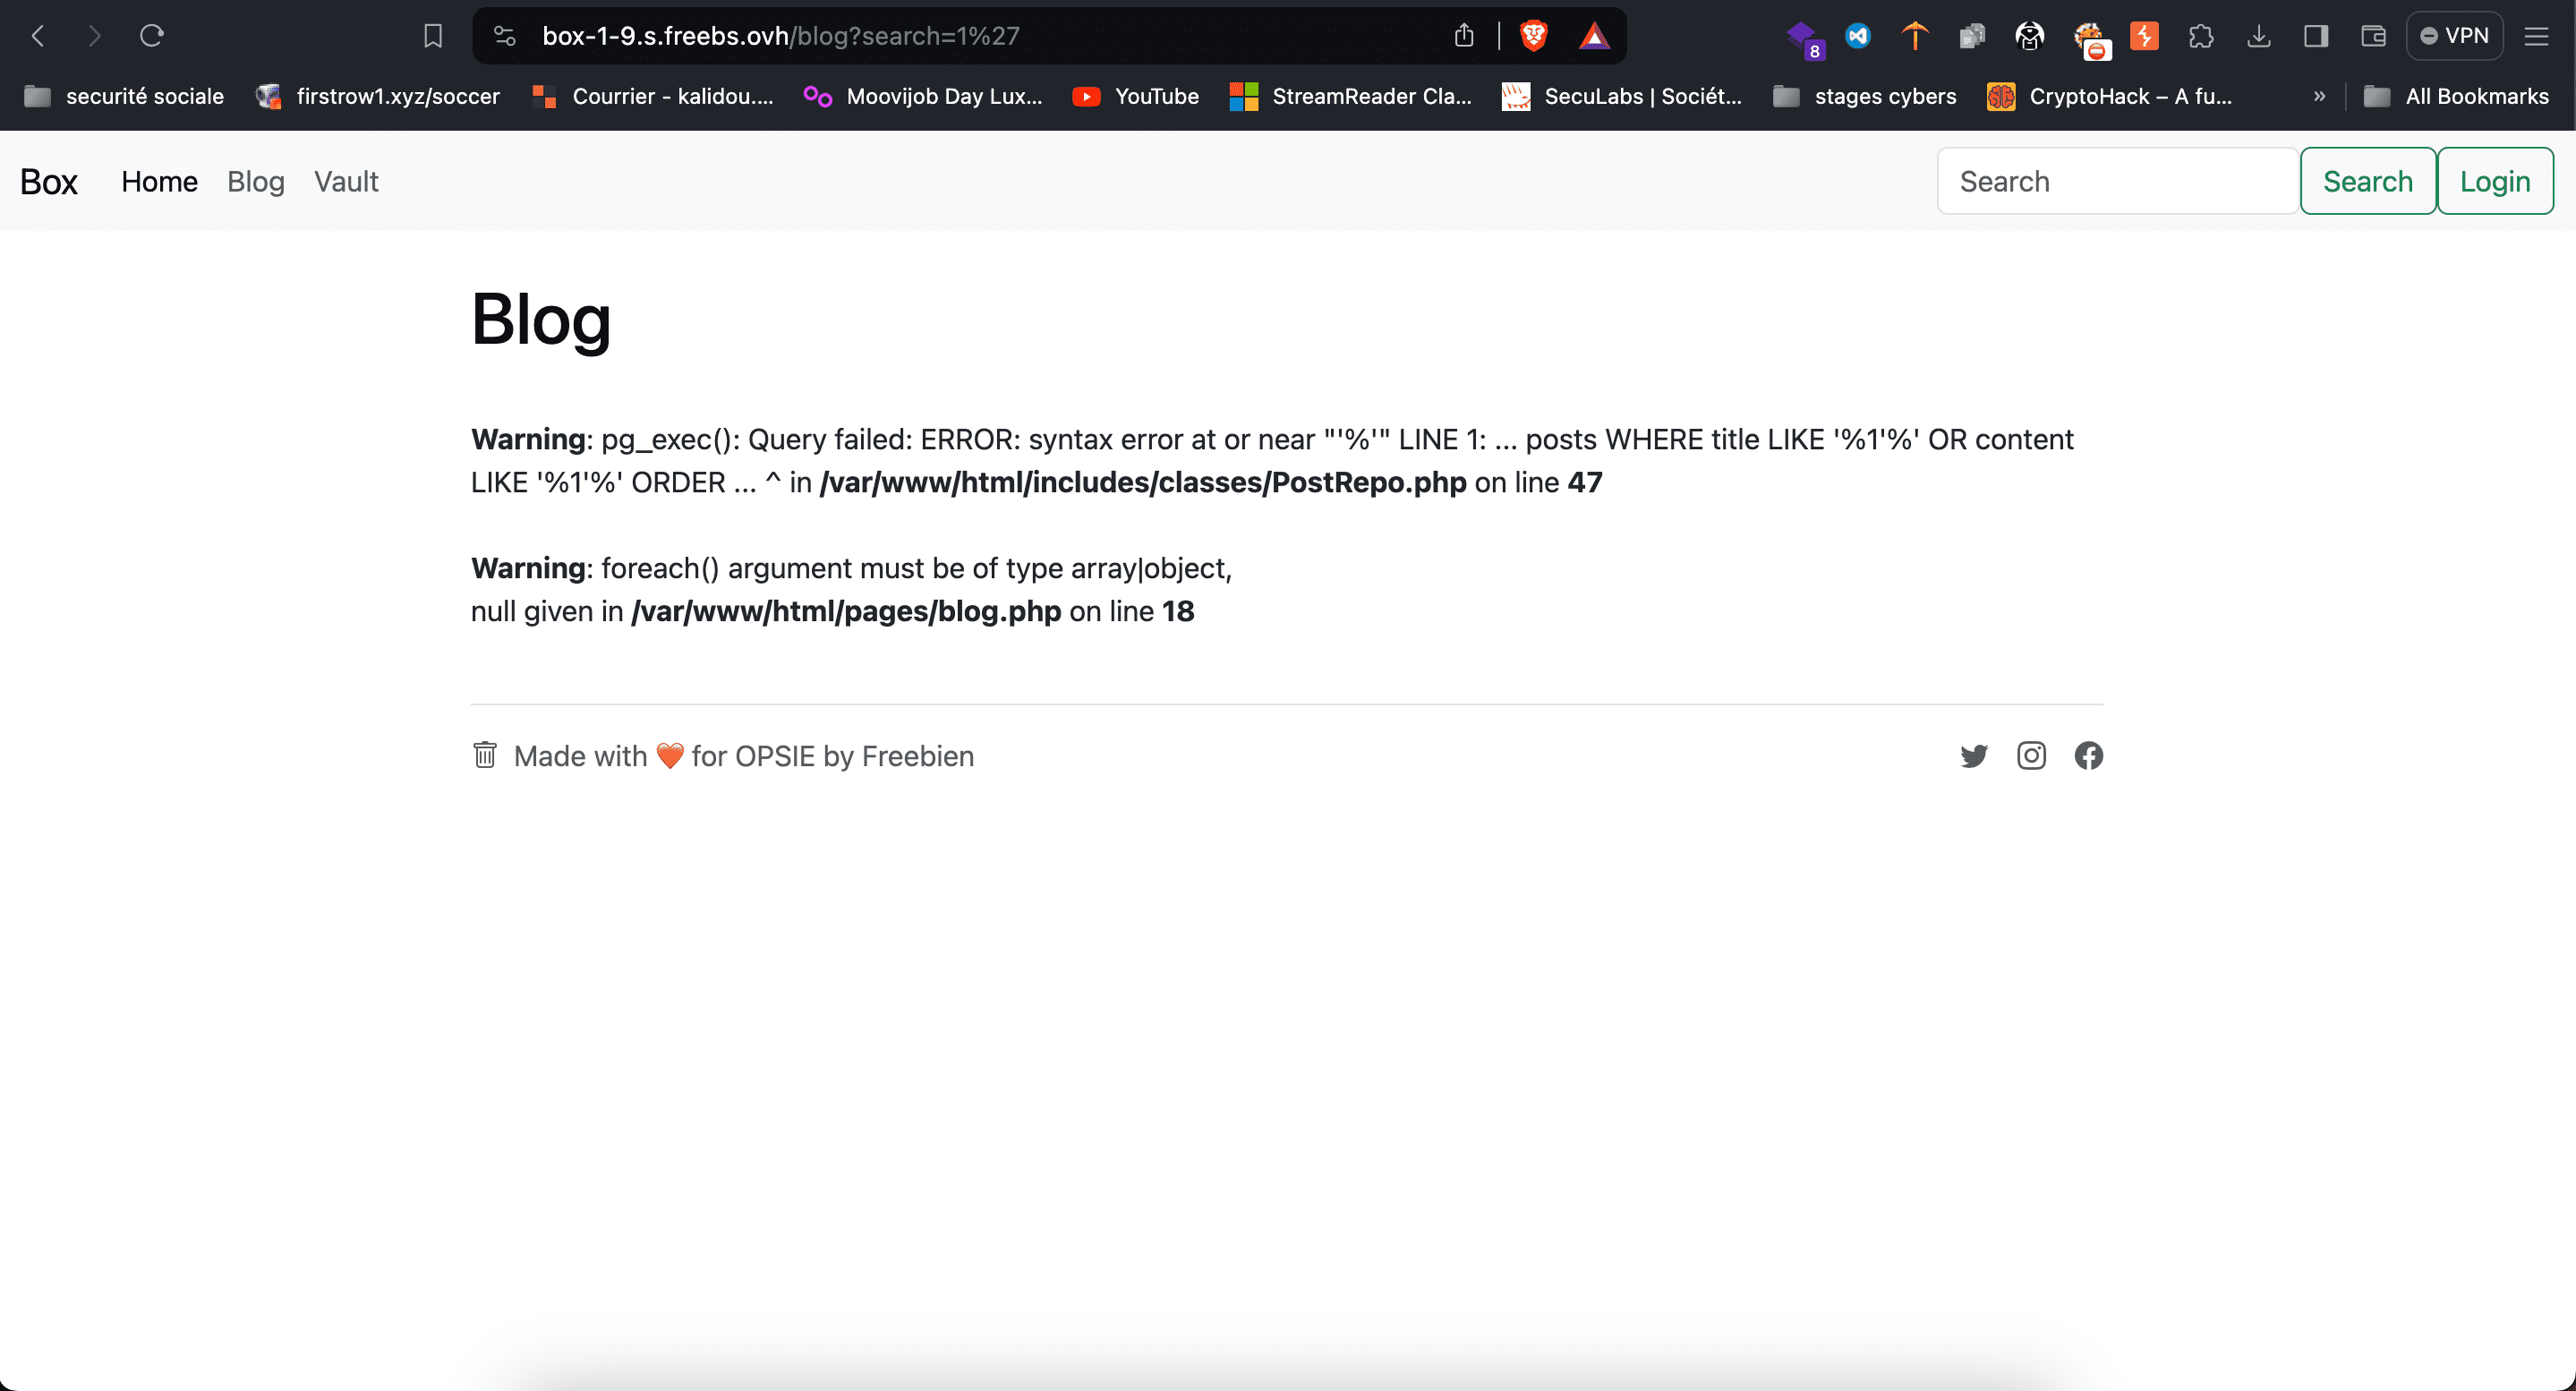 box-1-9.s.freebs.ovh/blog?search=1%27
8
VPN
securité sociale firstrow1.xyz/soccer Courrier - kalidou.... Moovijob Day Lux... YouTube StreamReader Cla... SecuLabs | Sociét... stages cybers CryptoHack – A fu... » All Bookmarks
Box Home Blog Vault Search Search Login
Blog
Warning: pg_exec(): Query failed: ERROR: syntax error at or near "'%'" LINE 1: ... posts WHERE title LIKE '%1'%' OR content
LIKE '%1'%' ORDER ... ^ in /var/www/html/includes/classes/PostRepo.php on line 47
Warning: foreach() argument must be of type array|object,
null given in /var/www/html/pages/blog.php on line 18
Made with ❤️ for OPSIE by Freebien